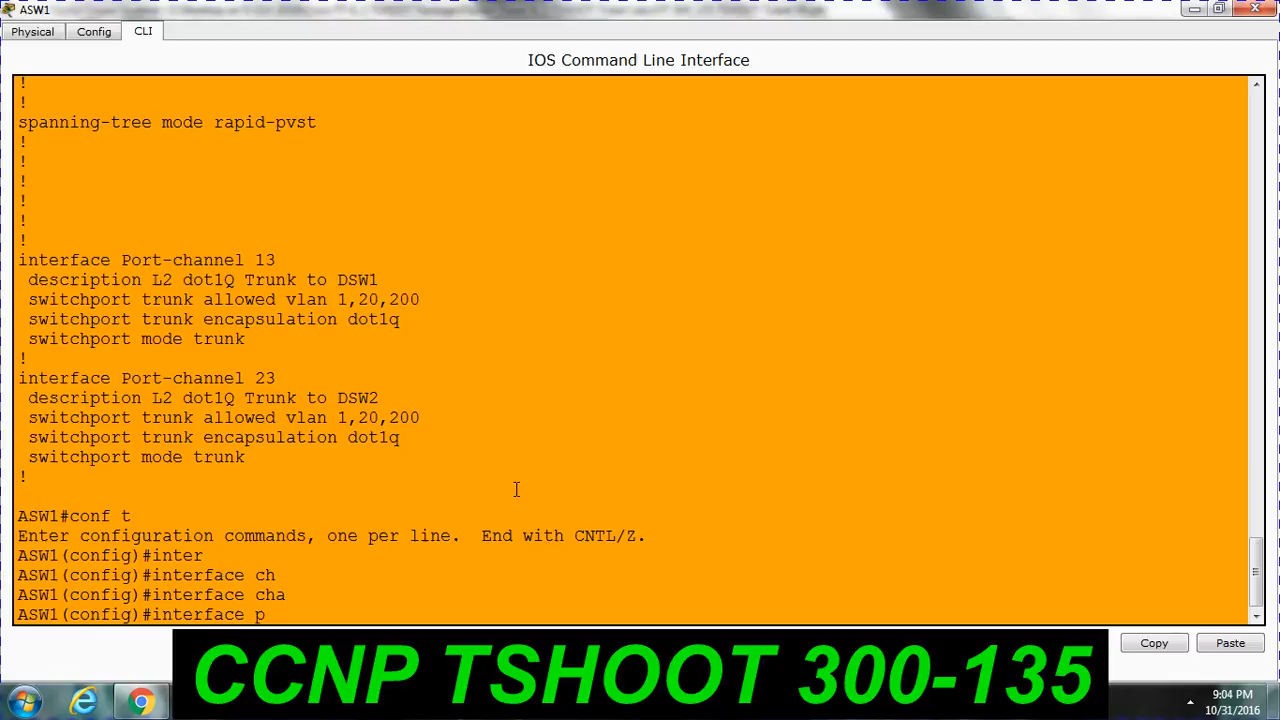 ASW1
Physical
Config
CLI
IOS Command Line Interface
!
!
spanning-tree mode rapid-pvst
!
!
!
!
!
!
interface Port-channel 13
description L2 dot1Q Trunk to DSW1
switchport trunk allowed vlan 1,20,200
switchport trunk encapsulation dot1q
switchport mode trunk
!
interface Port-channel 23
description L2 dot1Q Trunk to DSW2
switchport trunk allowed vlan 1,20,200
switchport trunk encapsulation dot1q
switchport mode trunk
!
ASW1#conf t
Enter configuration commands, one per line.  End with CNTL/Z.
ASW1(config)#inter
ASW1(config)#interface ch
ASW1(config)#interface cha
ASW1(config)#interface p
Copy
Paste
CCNP TSHOOT 300-135
9:04 PM
10/31/2016